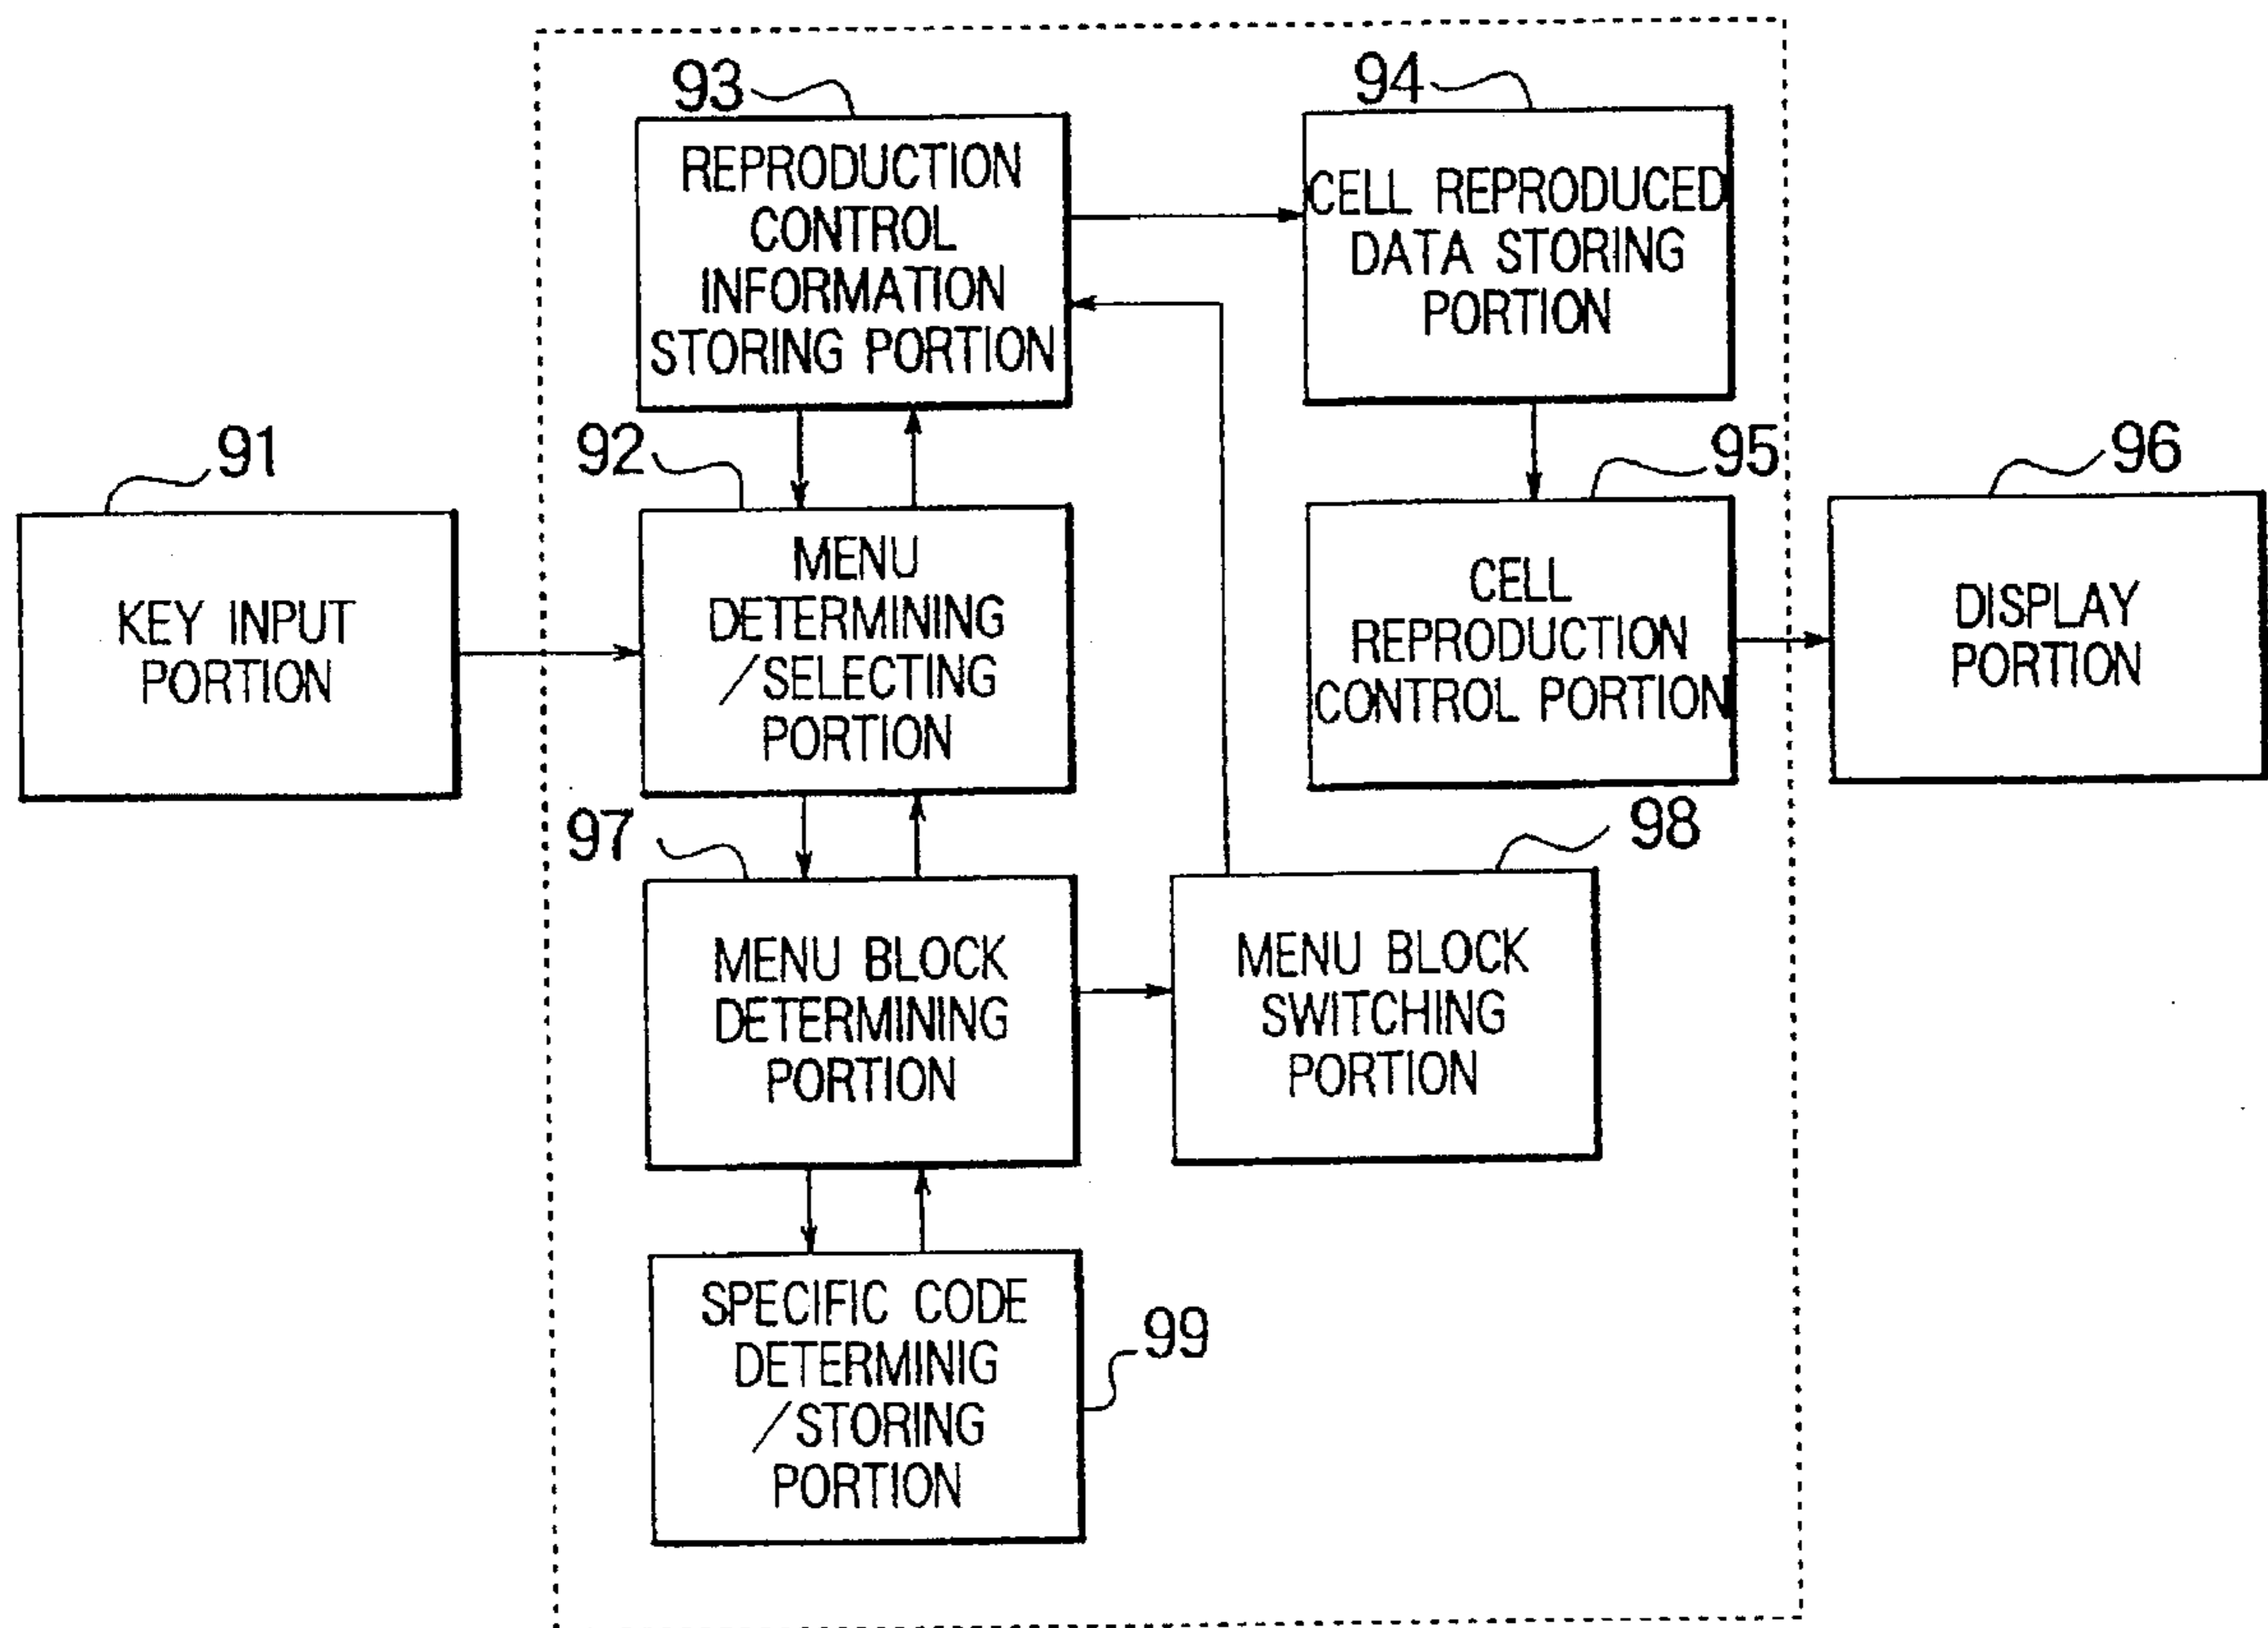 93
REPRODUCTION
CONTROL
INFORMATION
STORING PORTION
94
CELL REPRODUCED
DATA STORING
PORTION
91
KEY INPUT
PORTION
92
MENU
DETERMINING
/SELECTING
PORTION
95
CELL
REPRODUCTION
CONTROL PORTION
96
DISPLAY
PORTION
97
MENU BLOCK
DETERMINING
PORTION
98
MENU BLOCK
SWITCHING
PORTION
SPECIFIC CODE
DETERMINIG
/STORING
PORTION
99